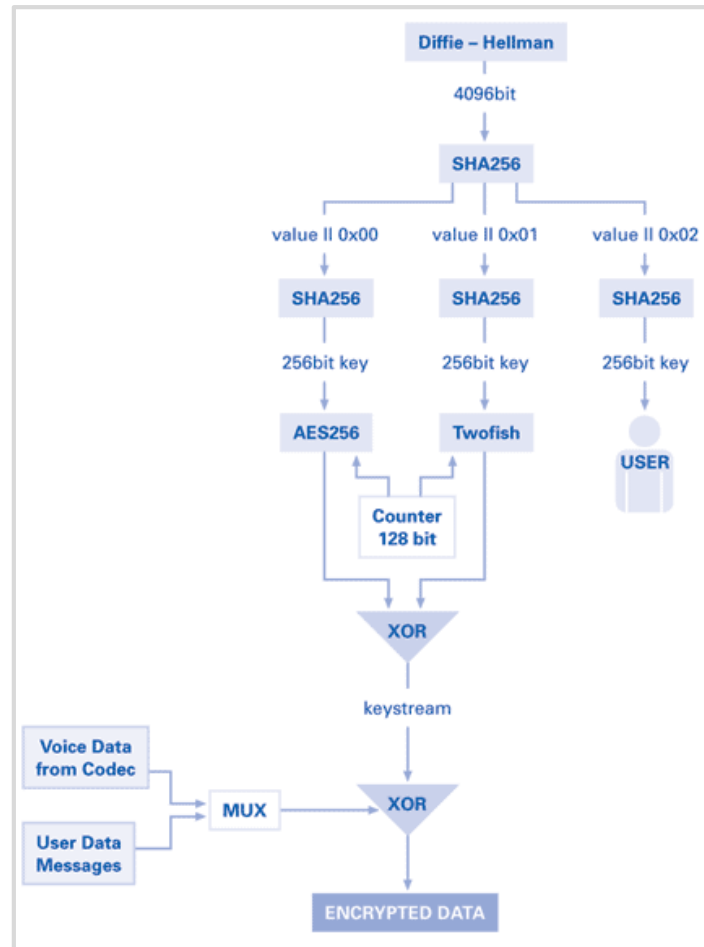 Diffie – Hellman
4096bit
SHA256
value II 0x00
value II 0x01
value II 0x02
SHA256
SHA256
SHA256
256bit key
256bit key
256bit key
AES256
Twofish
USER
Counter
128 bit
XOR
keystream
Voice Data
from Codec
MUX
XOR
User Data
Messages
ENCRYPTED DATA